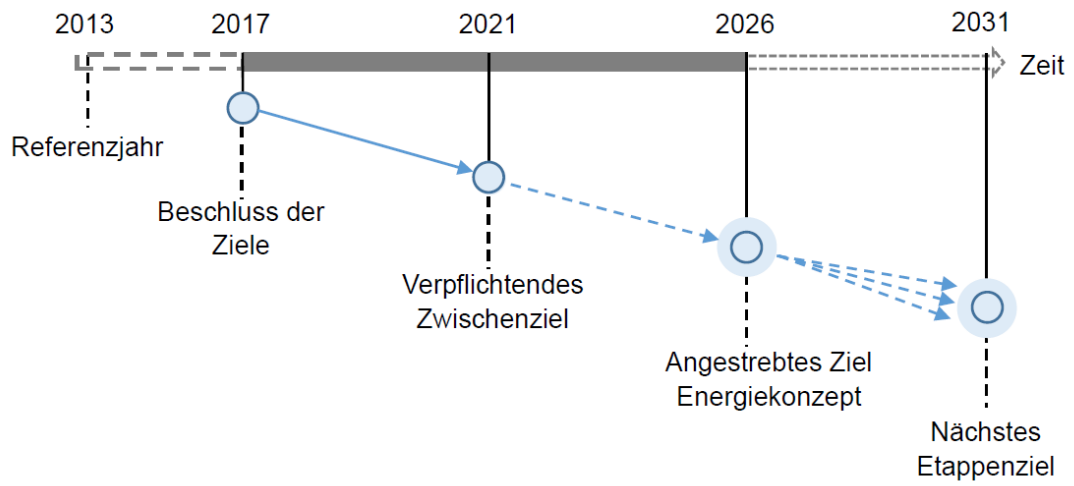 2013
2017
2021
2026
2031
Zeit
Referenzjahr
Beschluss der
Ziele
Verpflichtendes
Zwischenziel
Angestrebtes Ziel
Energiekonzept
Nächstes
Etappenziel